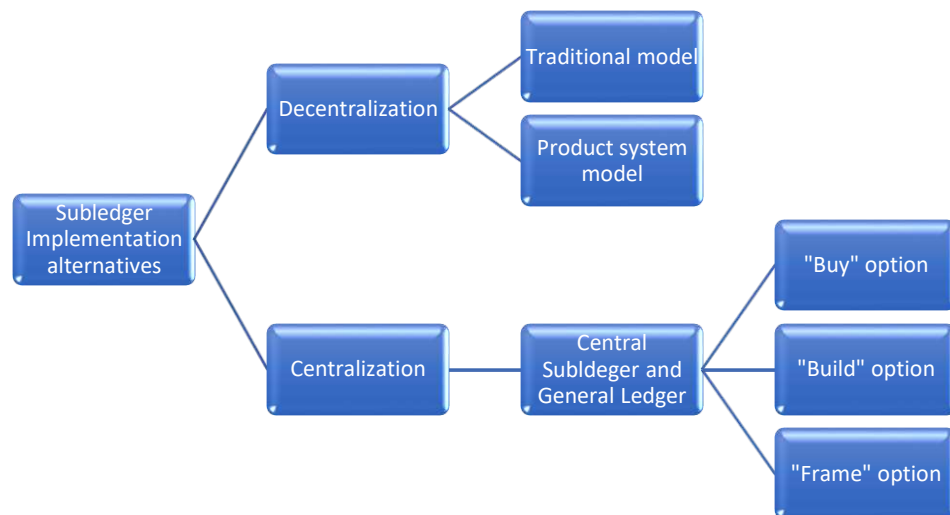 Traditional model
Decentralization
Product system
model
Subledger
Implementation
alternatives
"Buy" option
Centralization
Central
Subldeger and
General Ledger
"Build" option
"Frame" option